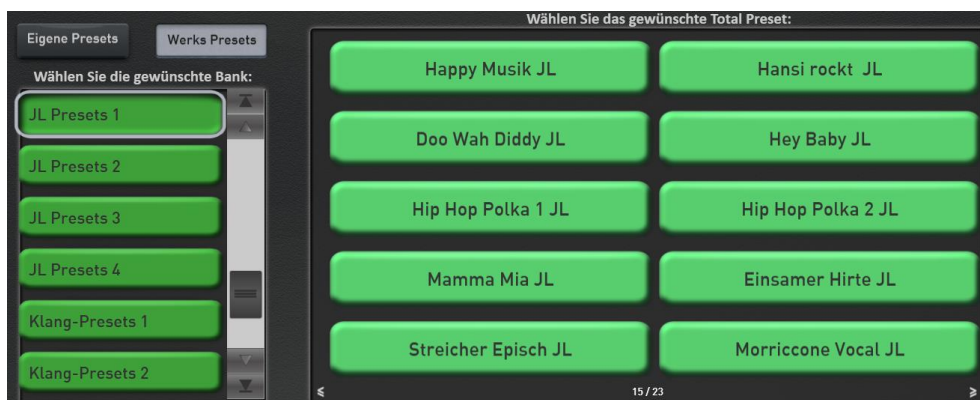 Eigene Presets
Werks Presets
Wählen Sie die gewünschte Bank:
JL Presets 1
JL Presets 2
JL Presets 3
JL Presets 4
Klang-Presets 1
Klang-Presets 2
Wählen Sie das gewünschte Total Preset:
Happy Musik JL
Hansi rockt JL
Doo Wah Diddy JL
Hey Baby JL
Hip Hop Polka 1 JL
Hip Hop Polka 2 JL
Mamma Mia JL
Einsamer Hirte JL
Streicher Episch JL
Morriccone Vocal JL
15 / 23